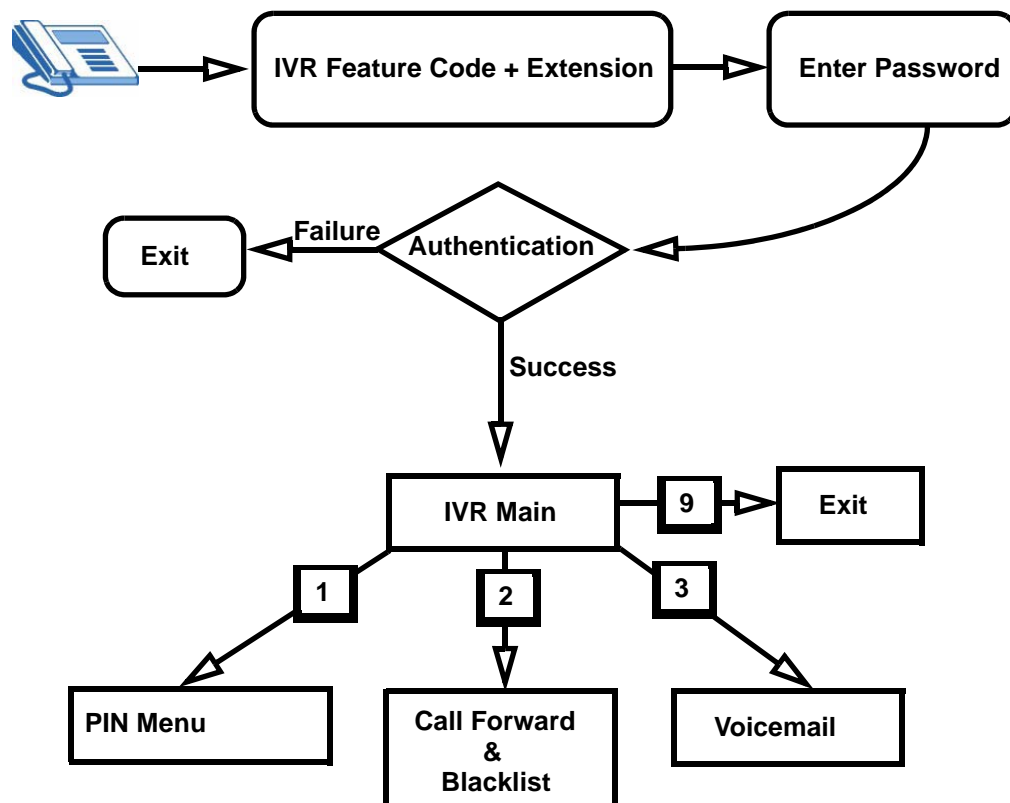 IVR Feature Code + Extension
Enter Password
Failure
Authentication
Exit
Success
IVR Main
9
Exit
1
2
3
PIN Menu
Call Forward
&
Blacklist
Voicemail